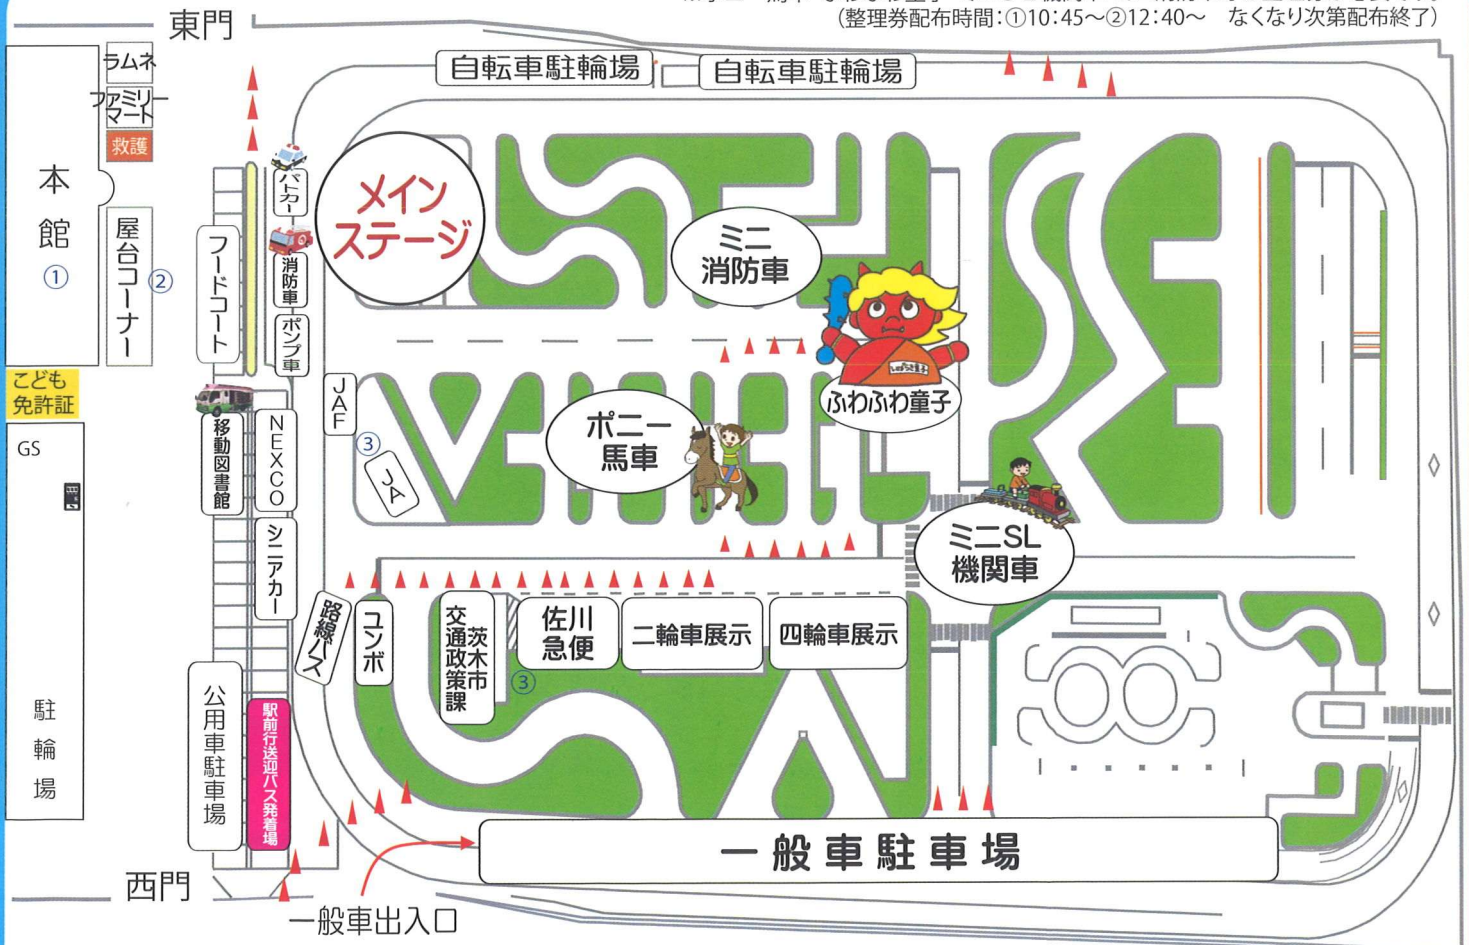 (整理券配布時間:①10:45～②12:40～　なくなり次第配布終了)
東門
ラムネ
ファミリー
マート
救護
本館
①
屋台コーナー
②
フードコート
パトカー
消防車
ポンプ車
自転車駐輪場
自転車駐輪場
メイン
ステージ
ミニ
消防車
ふわふわ童子
ポニー
馬車
ミニSL
機関車
こども
免許証
GS
駐輪場
移動図書館
NEXCO
シニアカー
JAF
③
JA
路線バス
ユンボ
茨木市
交通政策課
佐川
急便
③
二輪車展示
四輪車展示
公用車駐車場
駅前行送迎バス発着場
一般車駐車場
西門
一般車出入口